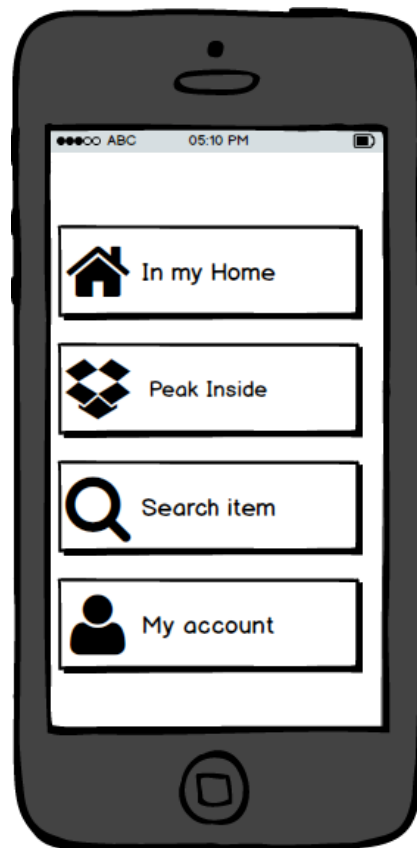 ABC 05:10 PM
In my Home
Peak Inside
Search item
My account